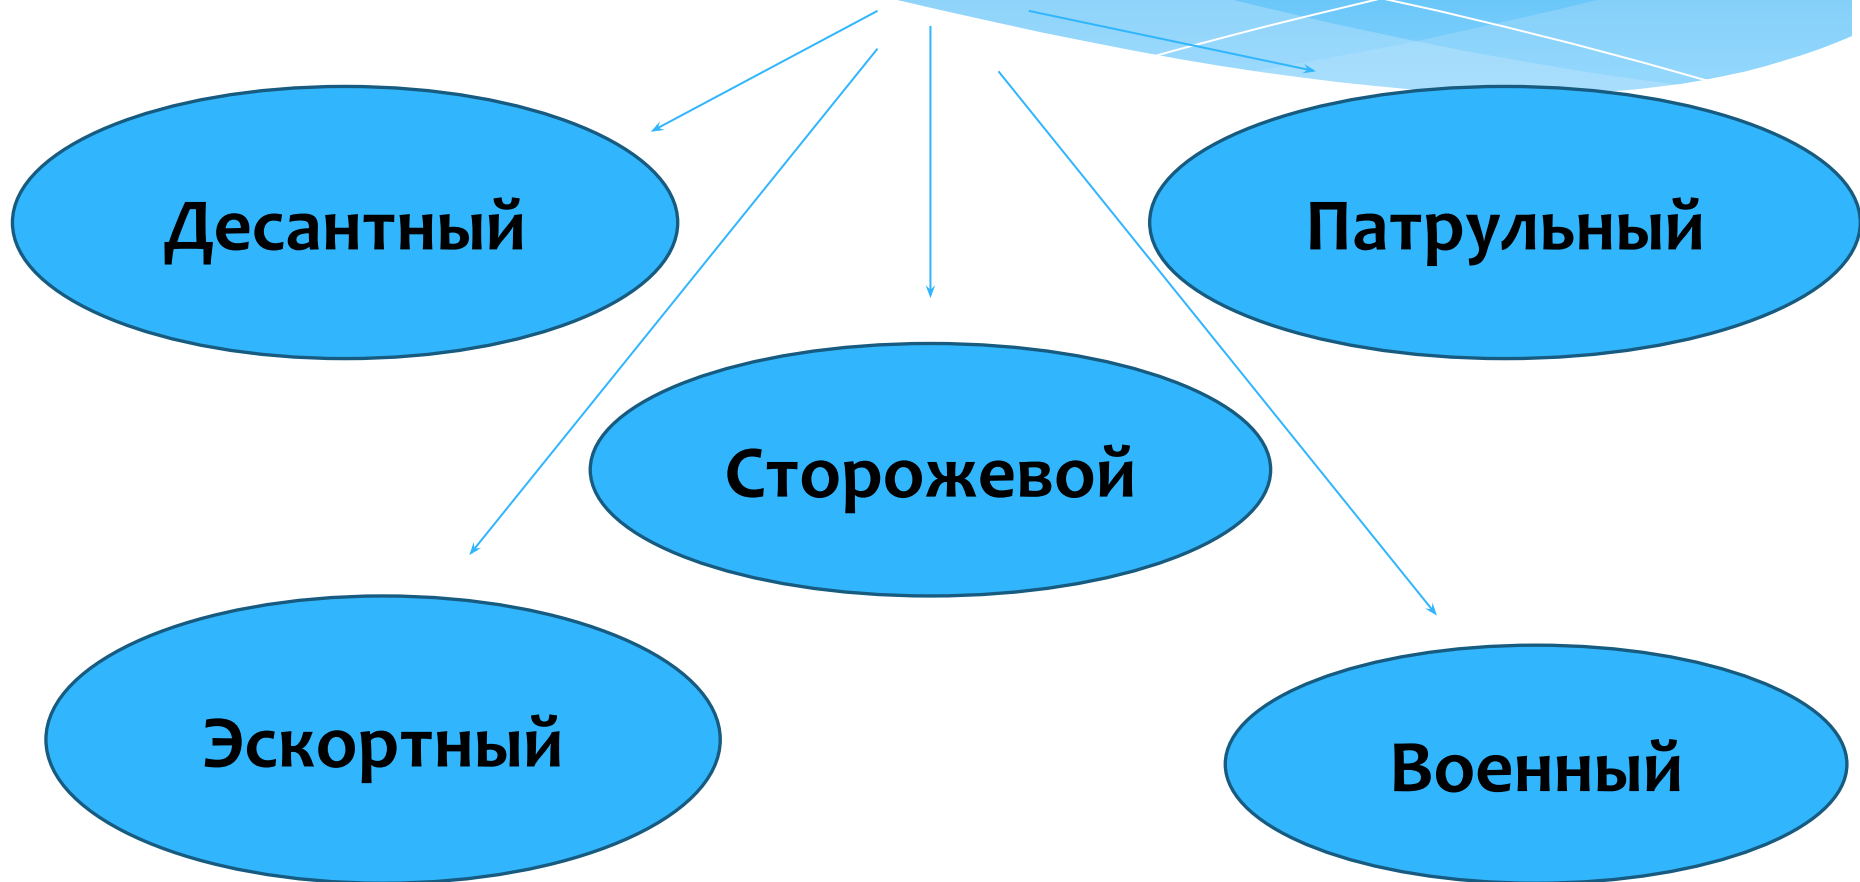 Десантный
Патрульный
Сторожевой
Эскортный
Военный